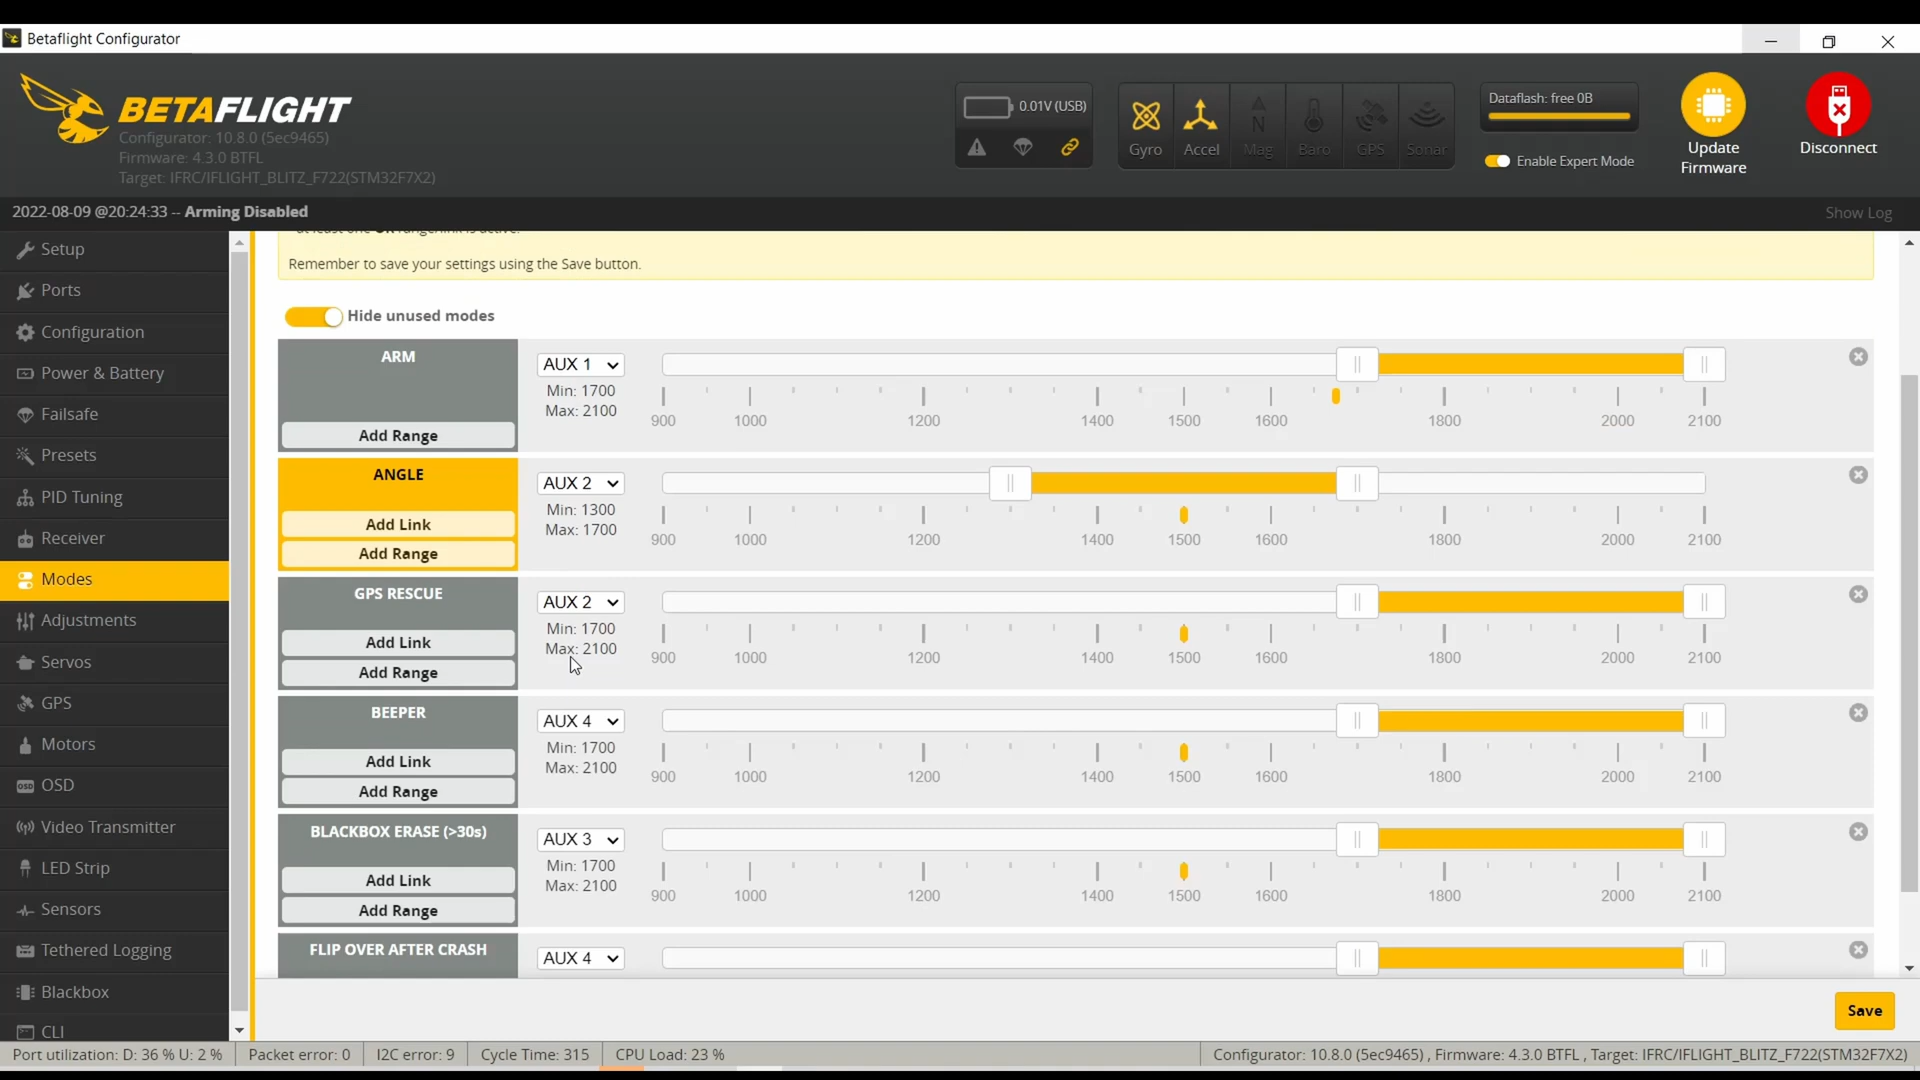 Betaflight Configurator
BETAFLIGHT
Configurator: 10.8.0 (5ec9465)
Firmware: 4.3.0 BTFL
Target: IFRC/IFLIGHT_BLITZ_F722(STM32F7X2)
0.01V (USB)
Gyro Accel Mag Baro GPS Sonar
Dataflash: free 0B
Enable Expert Mode
Update
Firmware
Disconnect
2022-08-09 @20:24:33 -- Arming Disabled
Show Log
Setup
Ports
Configuration
Power & Battery
Failsafe
Presets
PID Tuning
Receiver
Modes
Adjustments
Servos
GPS
Motors
OSD
Video Transmitter
LED Strip
Sensors
Tethered Logging
Blackbox
CLI
at least one OR range/link is active.
Remember to save your settings using the Save button.
Hide unused modes
ARM
Add Range
AUX 1
Min: 1700
Max: 2100
900 1000 1200 1400 1500 1600 1800 2000 2100
ANGLE
Add Link
Add Range
AUX 2
Min: 1300
Max: 1700
900 1000 1200 1400 1500 1600 1800 2000 2100
GPS RESCUE
Add Link
Add Range
AUX 2
Min: 1700
Max: 2100
900 1000 1200 1400 1500 1600 1800 2000 2100
BEEPER
Add Link
Add Range
AUX 4
Min: 1700
Max: 2100
900 1000 1200 1400 1500 1600 1800 2000 2100
BLACKBOX ERASE (>30s)
Add Link
Add Range
AUX 3
Min: 1700
Max: 2100
900 1000 1200 1400 1500 1600 1800 2000 2100
FLIP OVER AFTER CRASH
AUX 4
Save
Port utilization: D: 36 % U: 2 % Packet error: 0 I2C error: 9 Cycle Time: 315 CPU Load: 23 % Configurator: 10.8.0 (5ec9465) , Firmware: 4.3.0 BTFL , Target: IFRC/IFLIGHT_BLITZ_F722(STM32F7X2)